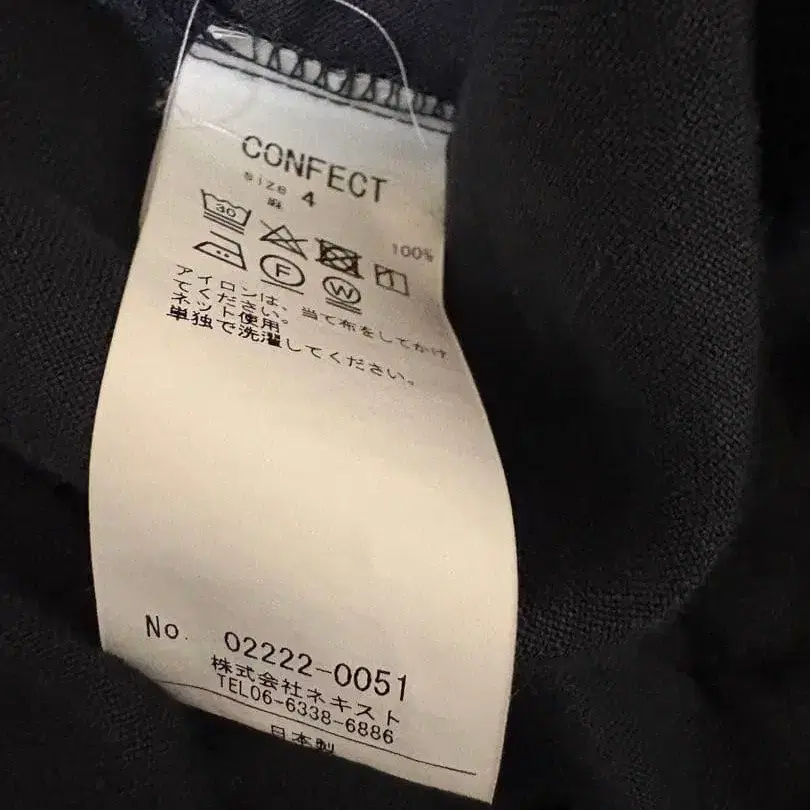 CONFECT
size 4
麻 100%
30
F W
アイロンは、当て布をしてかけ
てください。
ネット使用。
単独で洗濯してください。
No. 02222-0051
株式会社ネキスト
TEL06-6338-6886
日本製